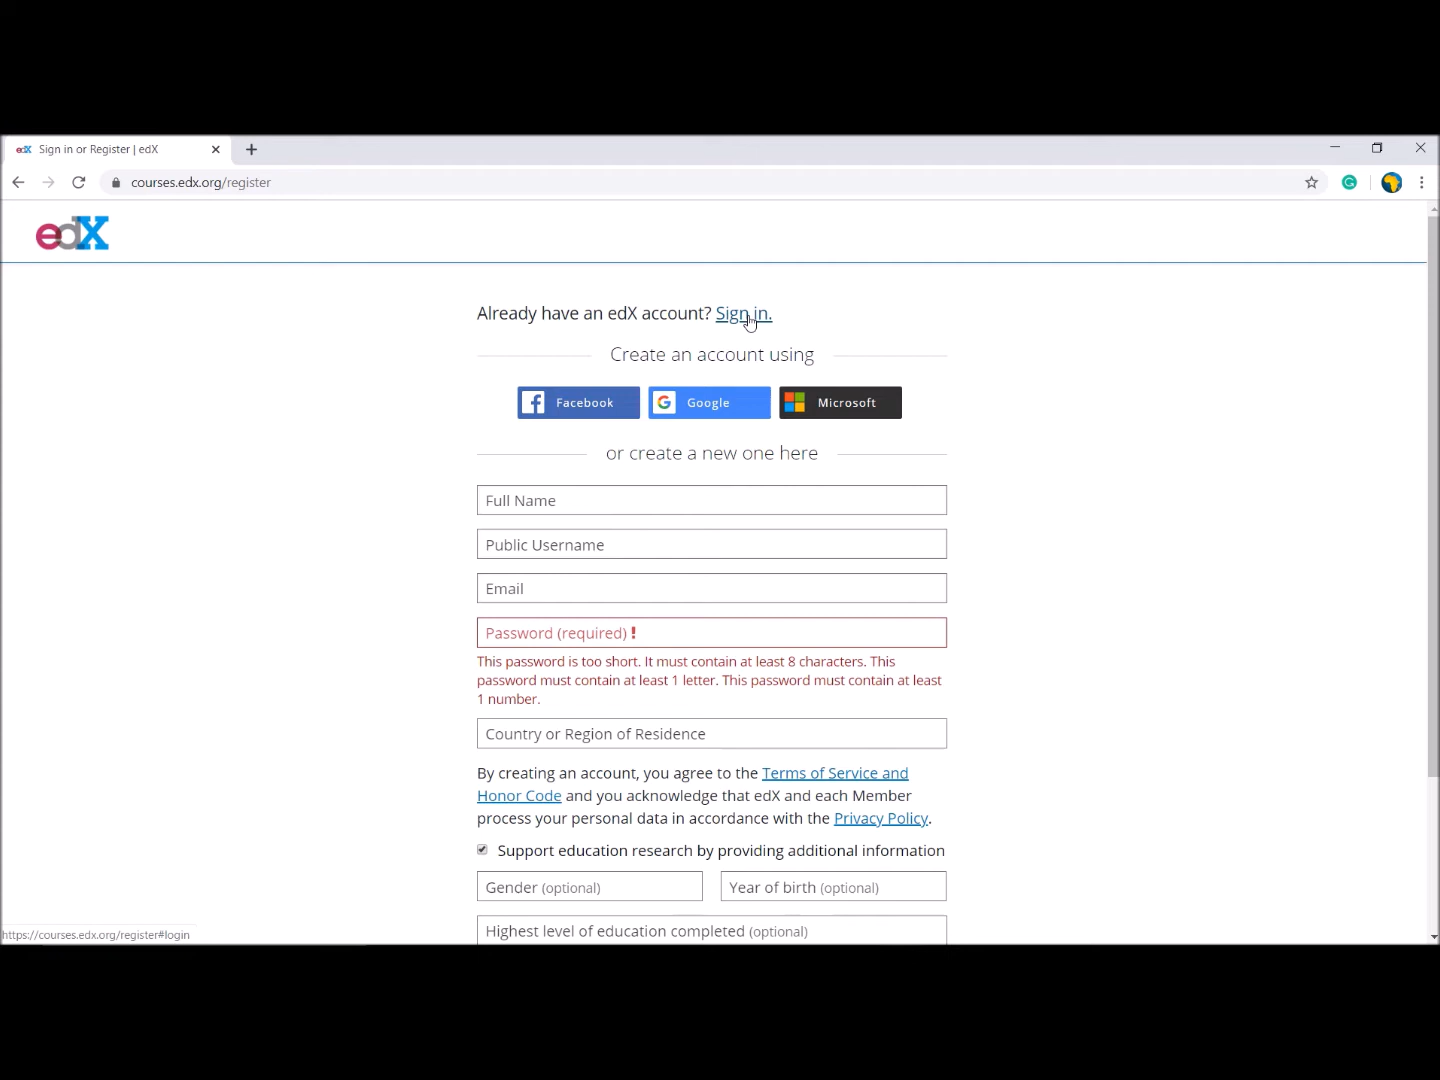 edX Sign in or Register | edX
courses.edx.org/register
edX
Already have an edX account? Sign in.
Create an account using
Facebook Google Microsoft
or create a new one here
Full Name
Public Username
Email
Password (required) !
This password is too short. It must contain at least 8 characters. This
password must contain at least 1 letter. This password must contain at least
1 number.
Country or Region of Residence
By creating an account, you agree to the Terms of Service and
Honor Code and you acknowledge that edX and each Member
process your personal data in accordance with the Privacy Policy.
Support education research by providing additional information
Gender (optional) Year of birth (optional)
Highest level of education completed (optional)
https://courses.edx.org/register#login